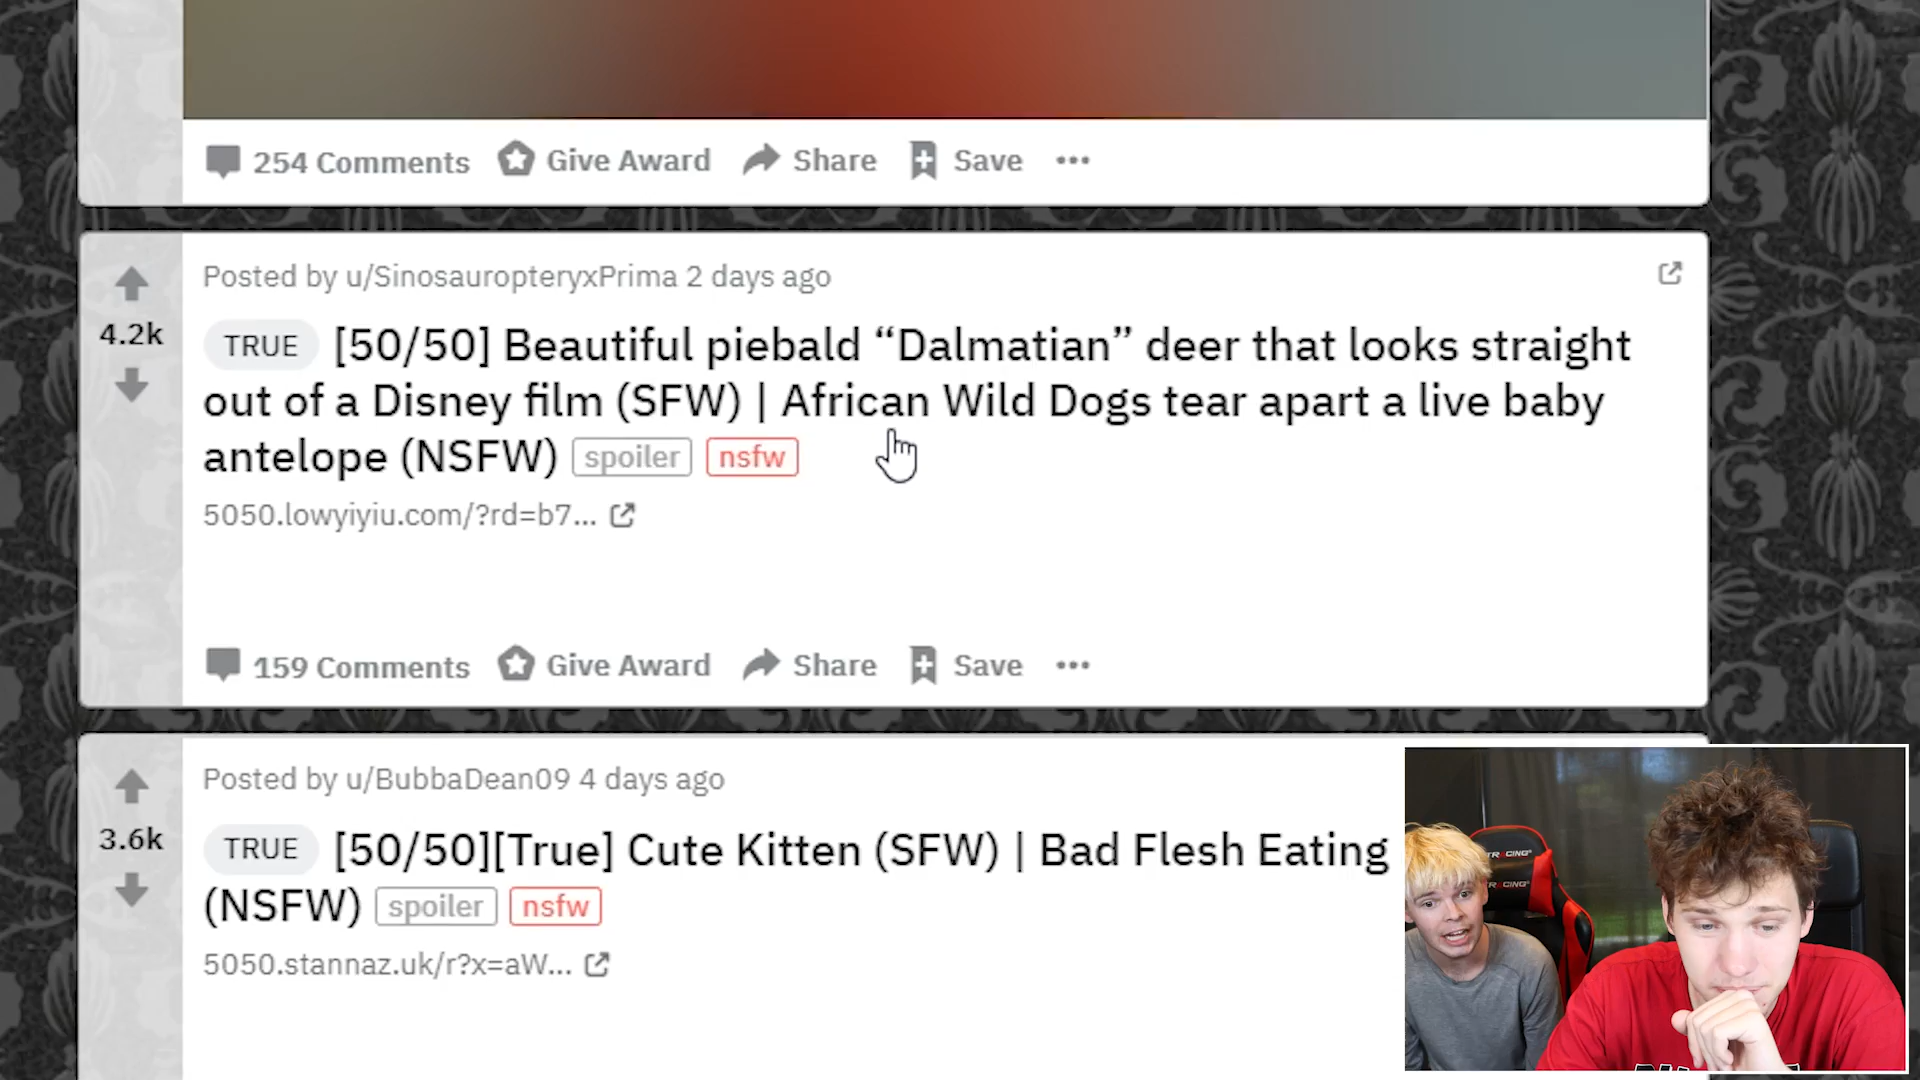 254 Comments Give Award Share Save
Posted by u/SinosauropteryxPrima 2 days ago
4.2k
TRUE [50/50] Beautiful piebald “Dalmatian” deer that looks straight
out of a Disney film (SFW) | African Wild Dogs tear apart a live baby
antelope (NSFW) spoiler nsfw
5050.lowyiyiu.com/?rd=b7...
159 Comments Give Award Share Save
Posted by u/BubbaDean09 4 days ago
3.6k
TRUE [50/50][True] Cute Kitten (SFW) | Bad Flesh Eating
(NSFW) spoiler nsfw
5050.stannaz.uk/r?x=aW...